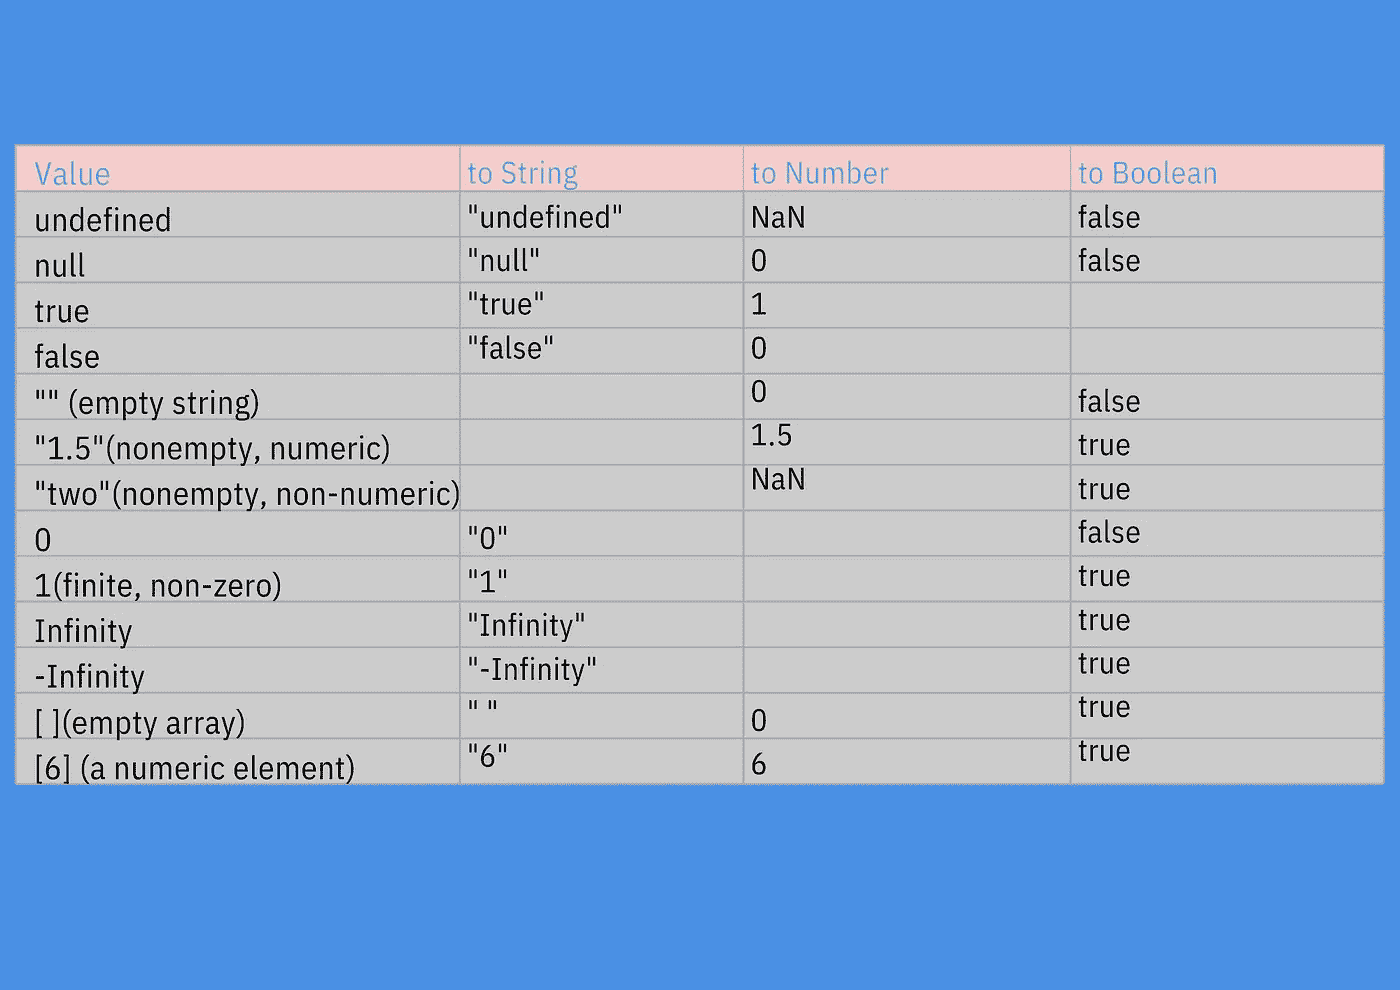 Value to String to Number to Boolean
undefined "undefined" NaN false
null "null" 0 false
true "true" 1
false "false" 0
"" (empty string) 0 false
"1.5"(nonempty, numeric) 1.5 true
"two"(nonempty, non-numeric) NaN true
0 "0" false
1(finite, non-zero) "1" true
Infinity "Infinity" true
-Infinity "-Infinity" true
[ ](empty array) " " 0 true
[6] (a numeric element) "6" 6 true